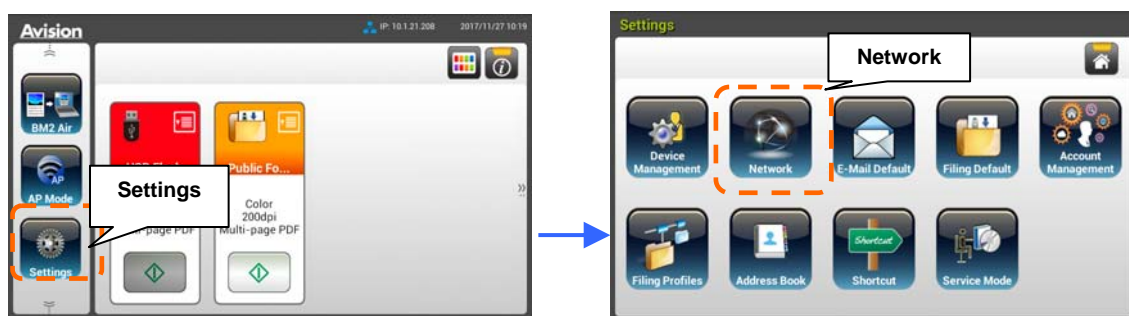 Avision
IP: 10.1.21.208 2017/11/27 10:19
BM2 Air
AP
AP Mode
Settings
Settings
Public Fo...
Color
200dpi
Multi-page PDF
-page PDF
Settings
Network
Device
Management
Network
E-Mail Default
Filing Default
Account
Management
Filing Profiles
Address Book
Shortcut
Shortcut
Service Mode